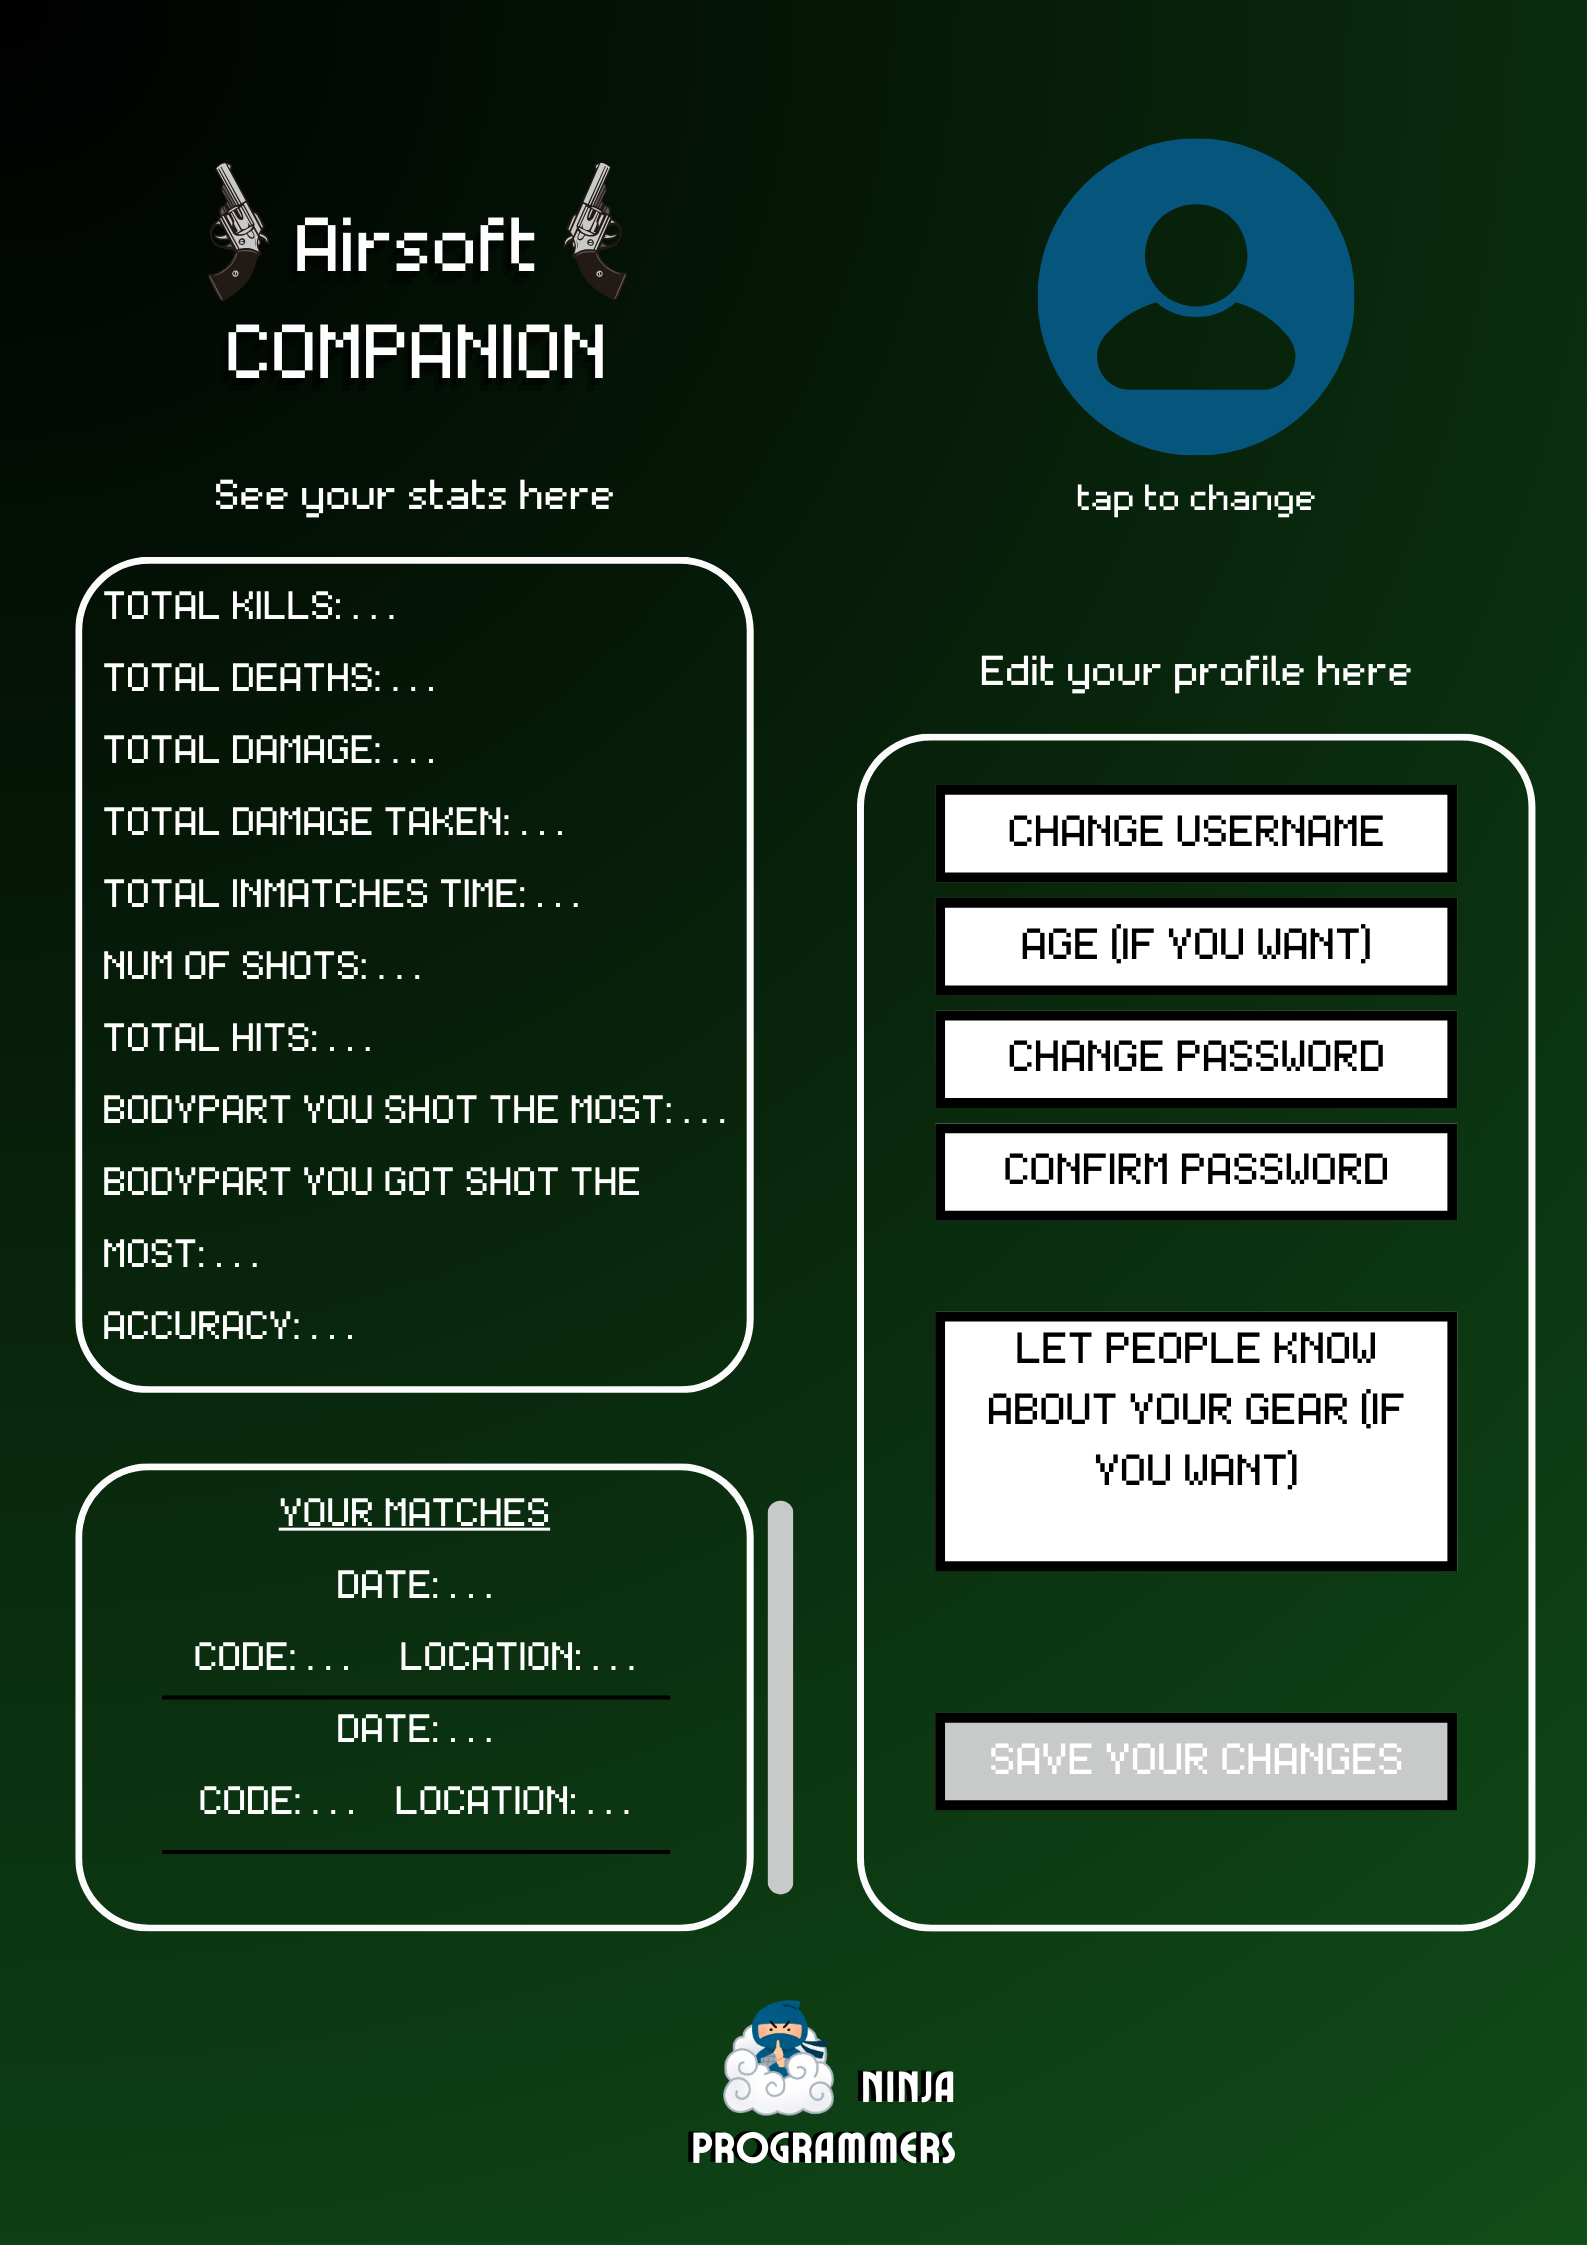 Airsoft
COMPANION
See your stats here
TOTAL KILLS: . . .
TOTAL DEATHS: . . .
TOTAL DAMAGE: . . .
TOTAL DAMAGE TAKEN: . . .
TOTAL INMATCHES TIME: . . .
NUM OF SHOTS: . . .
TOTAL HITS: . . .
BODYPART YOU SHOT THE MOST: . . .
BODYPART YOU GOT SHOT THE
MOST: . . .
ACCURACY: . . .
YOUR MATCHES
DATE: . . .
CODE: . . . LOCATION: . . .
DATE: . . .
CODE: . . . LOCATION: . . .
tap to change
Edit your profile here
CHANGE USERNAME
AGE (IF YOU WANT)
CHANGE PASSWORD
CONFIRM PASSWORD
LET PEOPLE KNOW
ABOUT YOUR GEAR (IF
YOU WANT)
SAVE YOUR CHANGES
NINJA
PROGRAMMERS